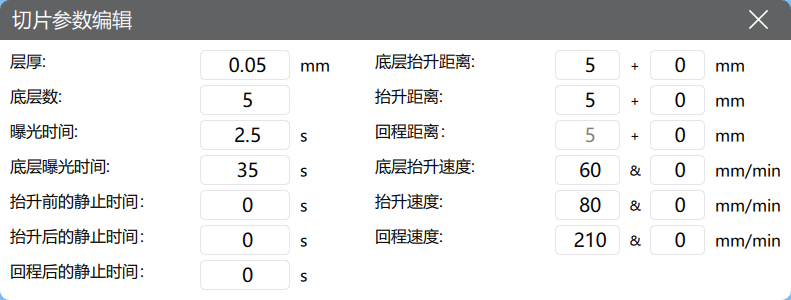 切片参数编辑
层厚: 0.05 mm 底层抬升距离: 5 + 0 mm
底层数: 5 抬升距离: 5 + 0 mm
曝光时间: 2.5 s 回程距离: 5 + 0 mm
底层曝光时间: 35 s 底层抬升速度: 60 & 0 mm/min
抬升前的静止时间: 0 s 抬升速度: 80 & 0 mm/min
抬升后的静止时间: 0 s 回程速度: 210 & 0 mm/min
回程后的静止时间: 0 s